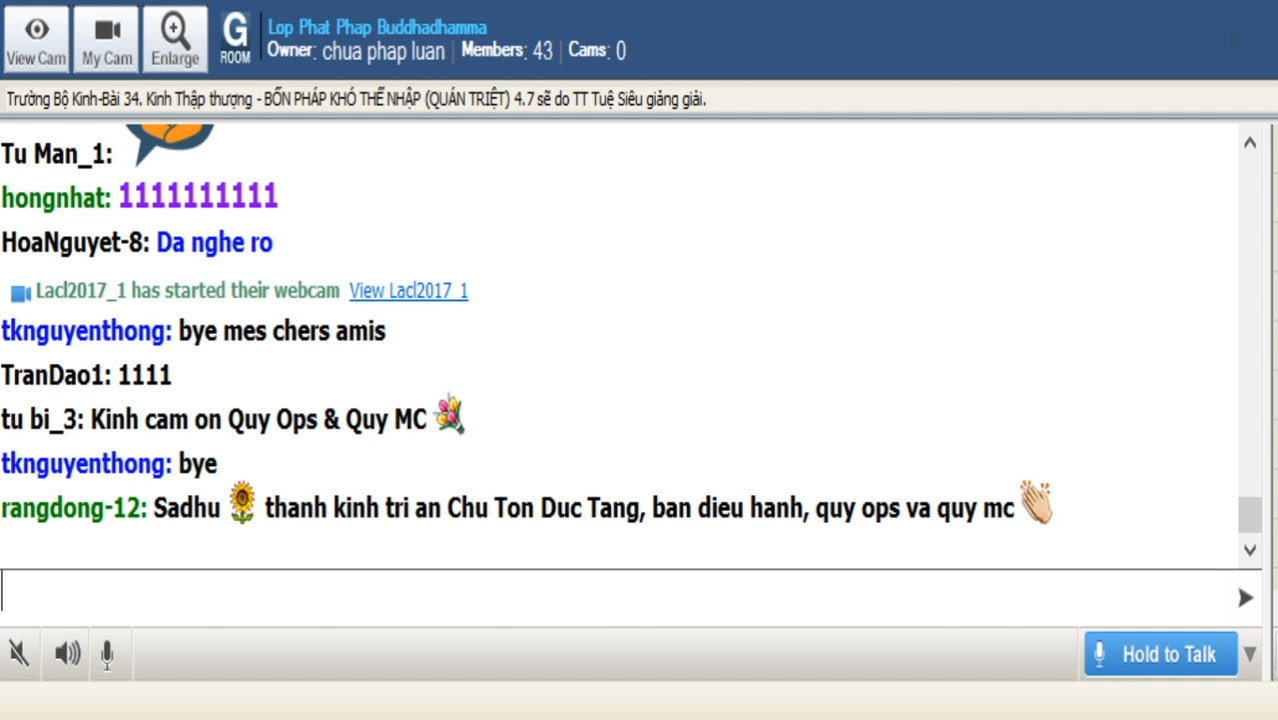 View Cam
My Cam
Enlarge
G
ROOM
Lop Phat Phap Buddhadhamma
Owner: chua phap luan | Members: 43 | Cams: 0
Trường Bộ Kinh-Bài 34. Kinh Thập thượng - BỐN PHÁP KHÓ THỂ NHẬP (QUÁN TRIỆT) 4.7 sẽ do TT Tuệ Siêu giảng giải.
Tu Man_1:
hongnhat: 1111111111
HoaNguyet-8: Da nghe ro
Lacl2017_1 has started their webcam View Lacl2017_1
tknguyenthong: bye mes chers amis
TranDao1: 1111
tu bi_3: Kinh cam on Quy Ops & Quy MC
tknguyenthong: bye
rangdong-12: Sadhu thanh kinh tri an Chu Ton Duc Tang, ban dieu hanh, quy ops va quy mc
Hold to Talk